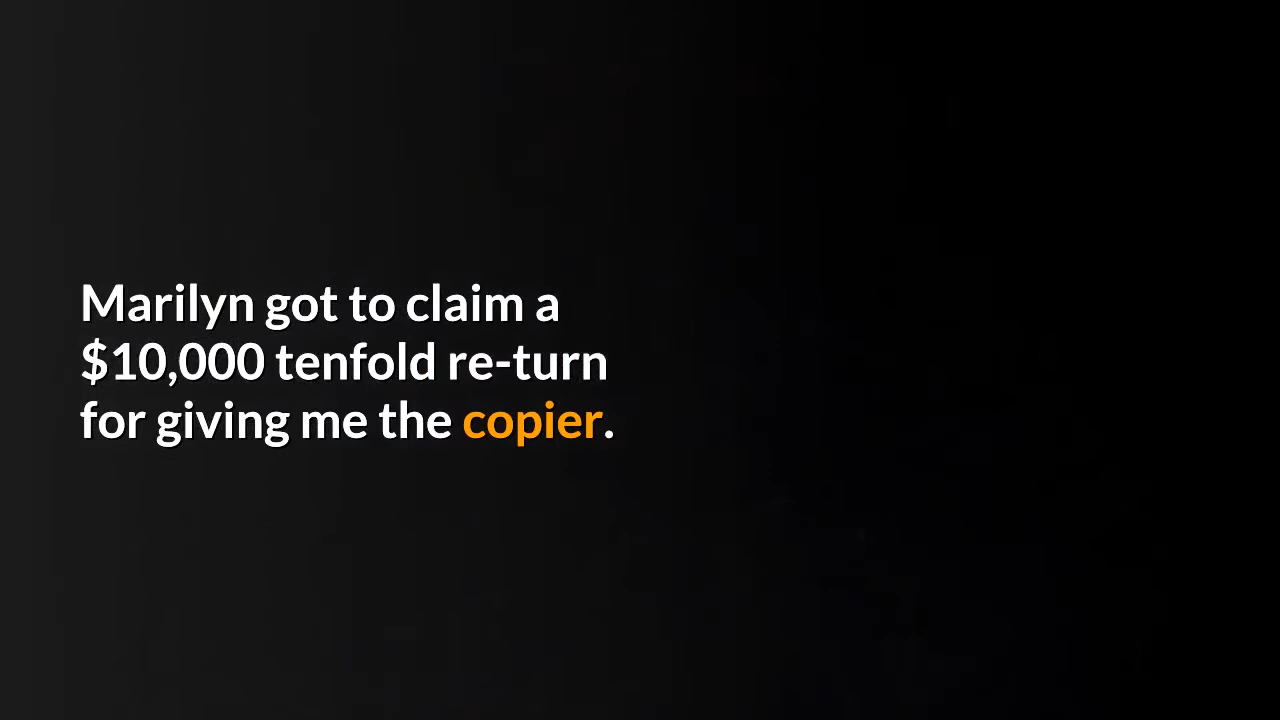 Marilyn got to claim a
$10,000 tenfold re-turn
for giving me the copier.